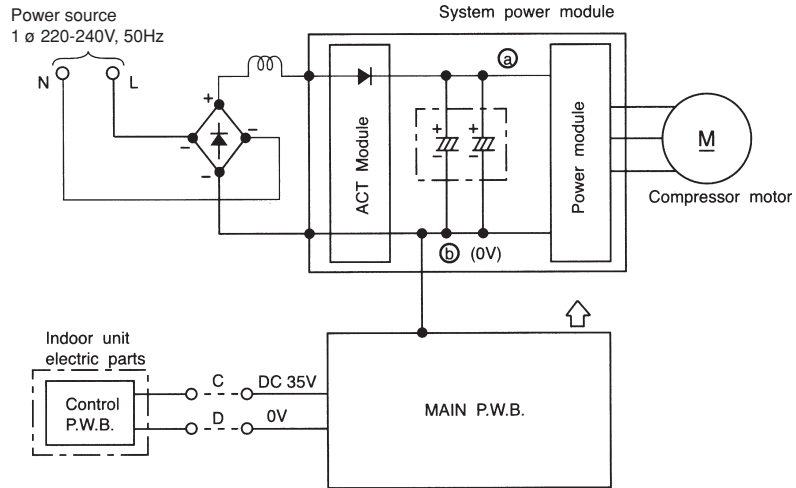 System power module
Power source
1 ø 220-240V, 50Hz
N
L
+
−
−
−
ACT Module
a
+
+
−
−
Power module
M
Compressor motor
b (0V)
Indoor unit
electric parts
Control
P.W.B.
C
DC 35V
D
0V
MAIN P.W.B.